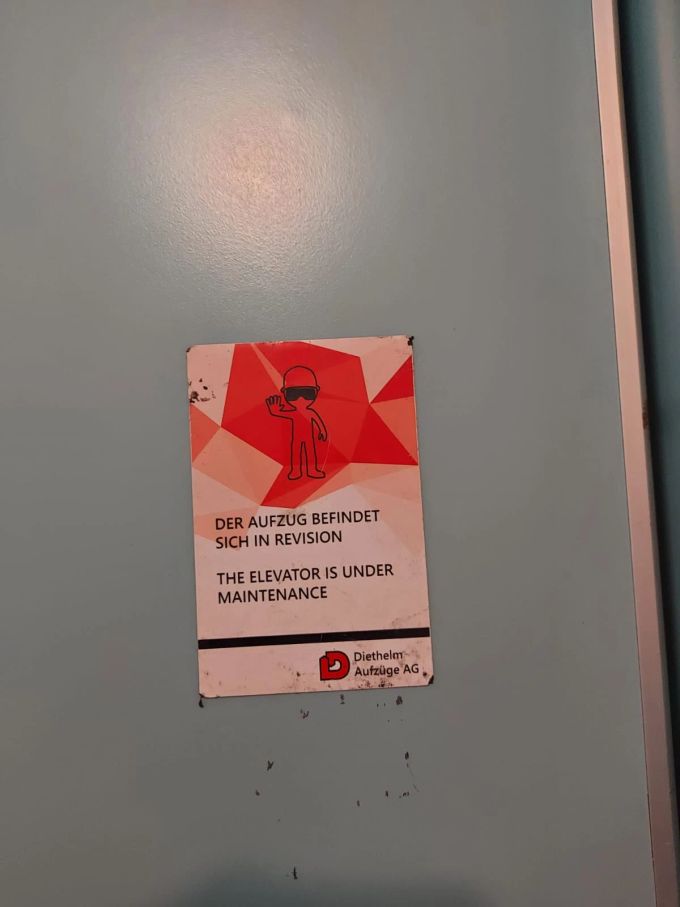 DER AUFZUG BEFINDET
SICH IN REVISION
THE ELEVATOR IS UNDER
MAINTENANCE
Diethelm
Aufzüge AG